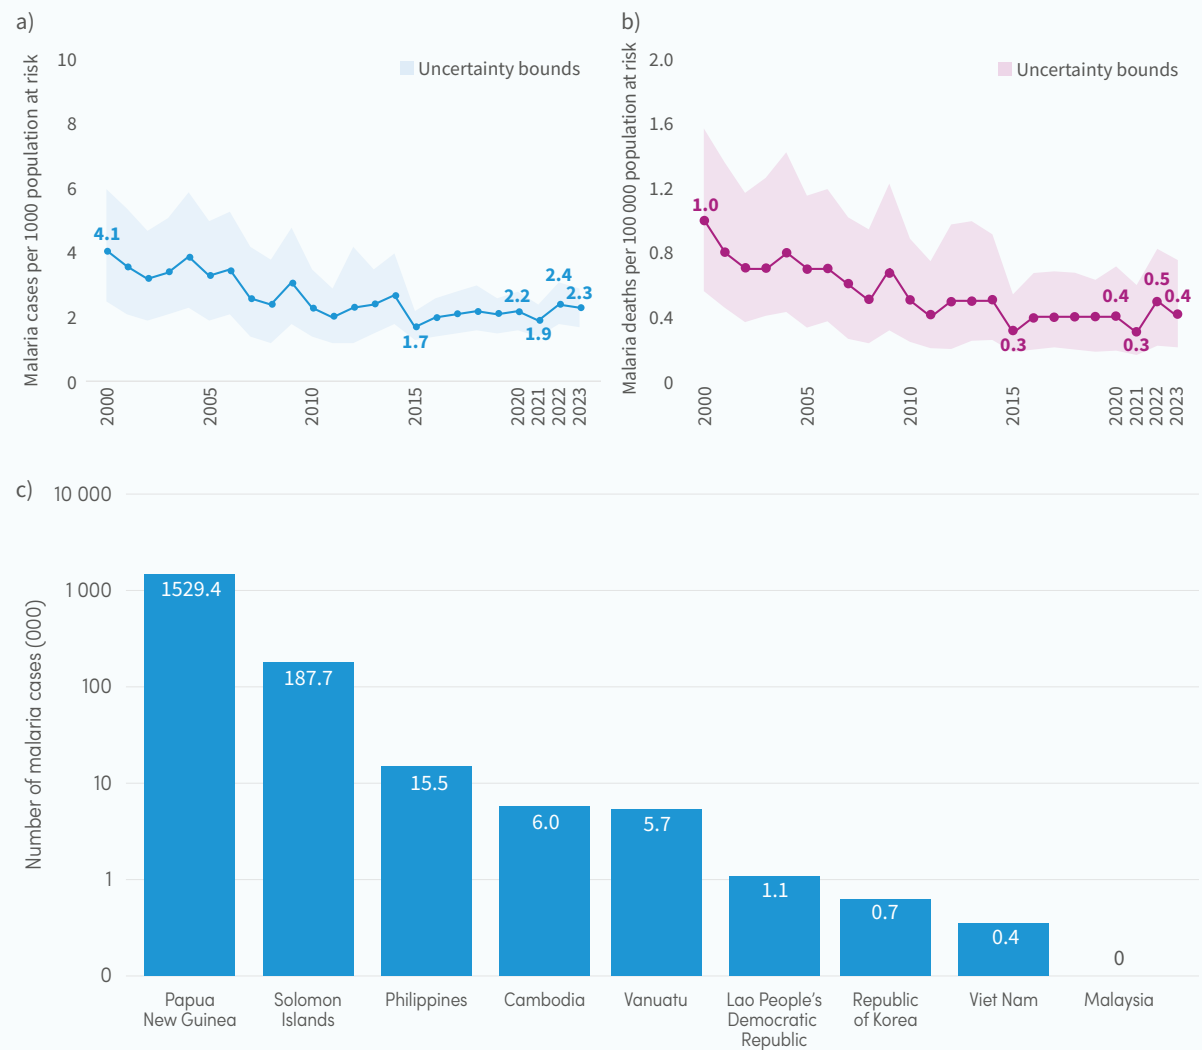 a)
Malaria cases per 1000 population at risk
10
8
6
4
2
0
Uncertainty bounds
4.1
1.7
2.2
1.9
2.4
2.3
2000
2005
2010
2015
2020
2021
2022
2023
b)
Malaria deaths per 100 000 population at risk
2.0
1.6
1.2
0.8
0.4
0
Uncertainty bounds
1.0
0.3
0.4
0.3
0.5
0.4
2000
2005
2010
2015
2020
2021
2022
2023
c)
Number of malaria cases (000)
10 000
1 000
100
10
1
0
1529.4
187.7
15.5
6.0
5.7
1.1
0.7
0.4
0
Papua
New Guinea
Solomon
Islands
Philippines
Cambodia
Vanuatu
Lao People's
Democratic
Republic
Republic
of Korea
Viet Nam
Malaysia